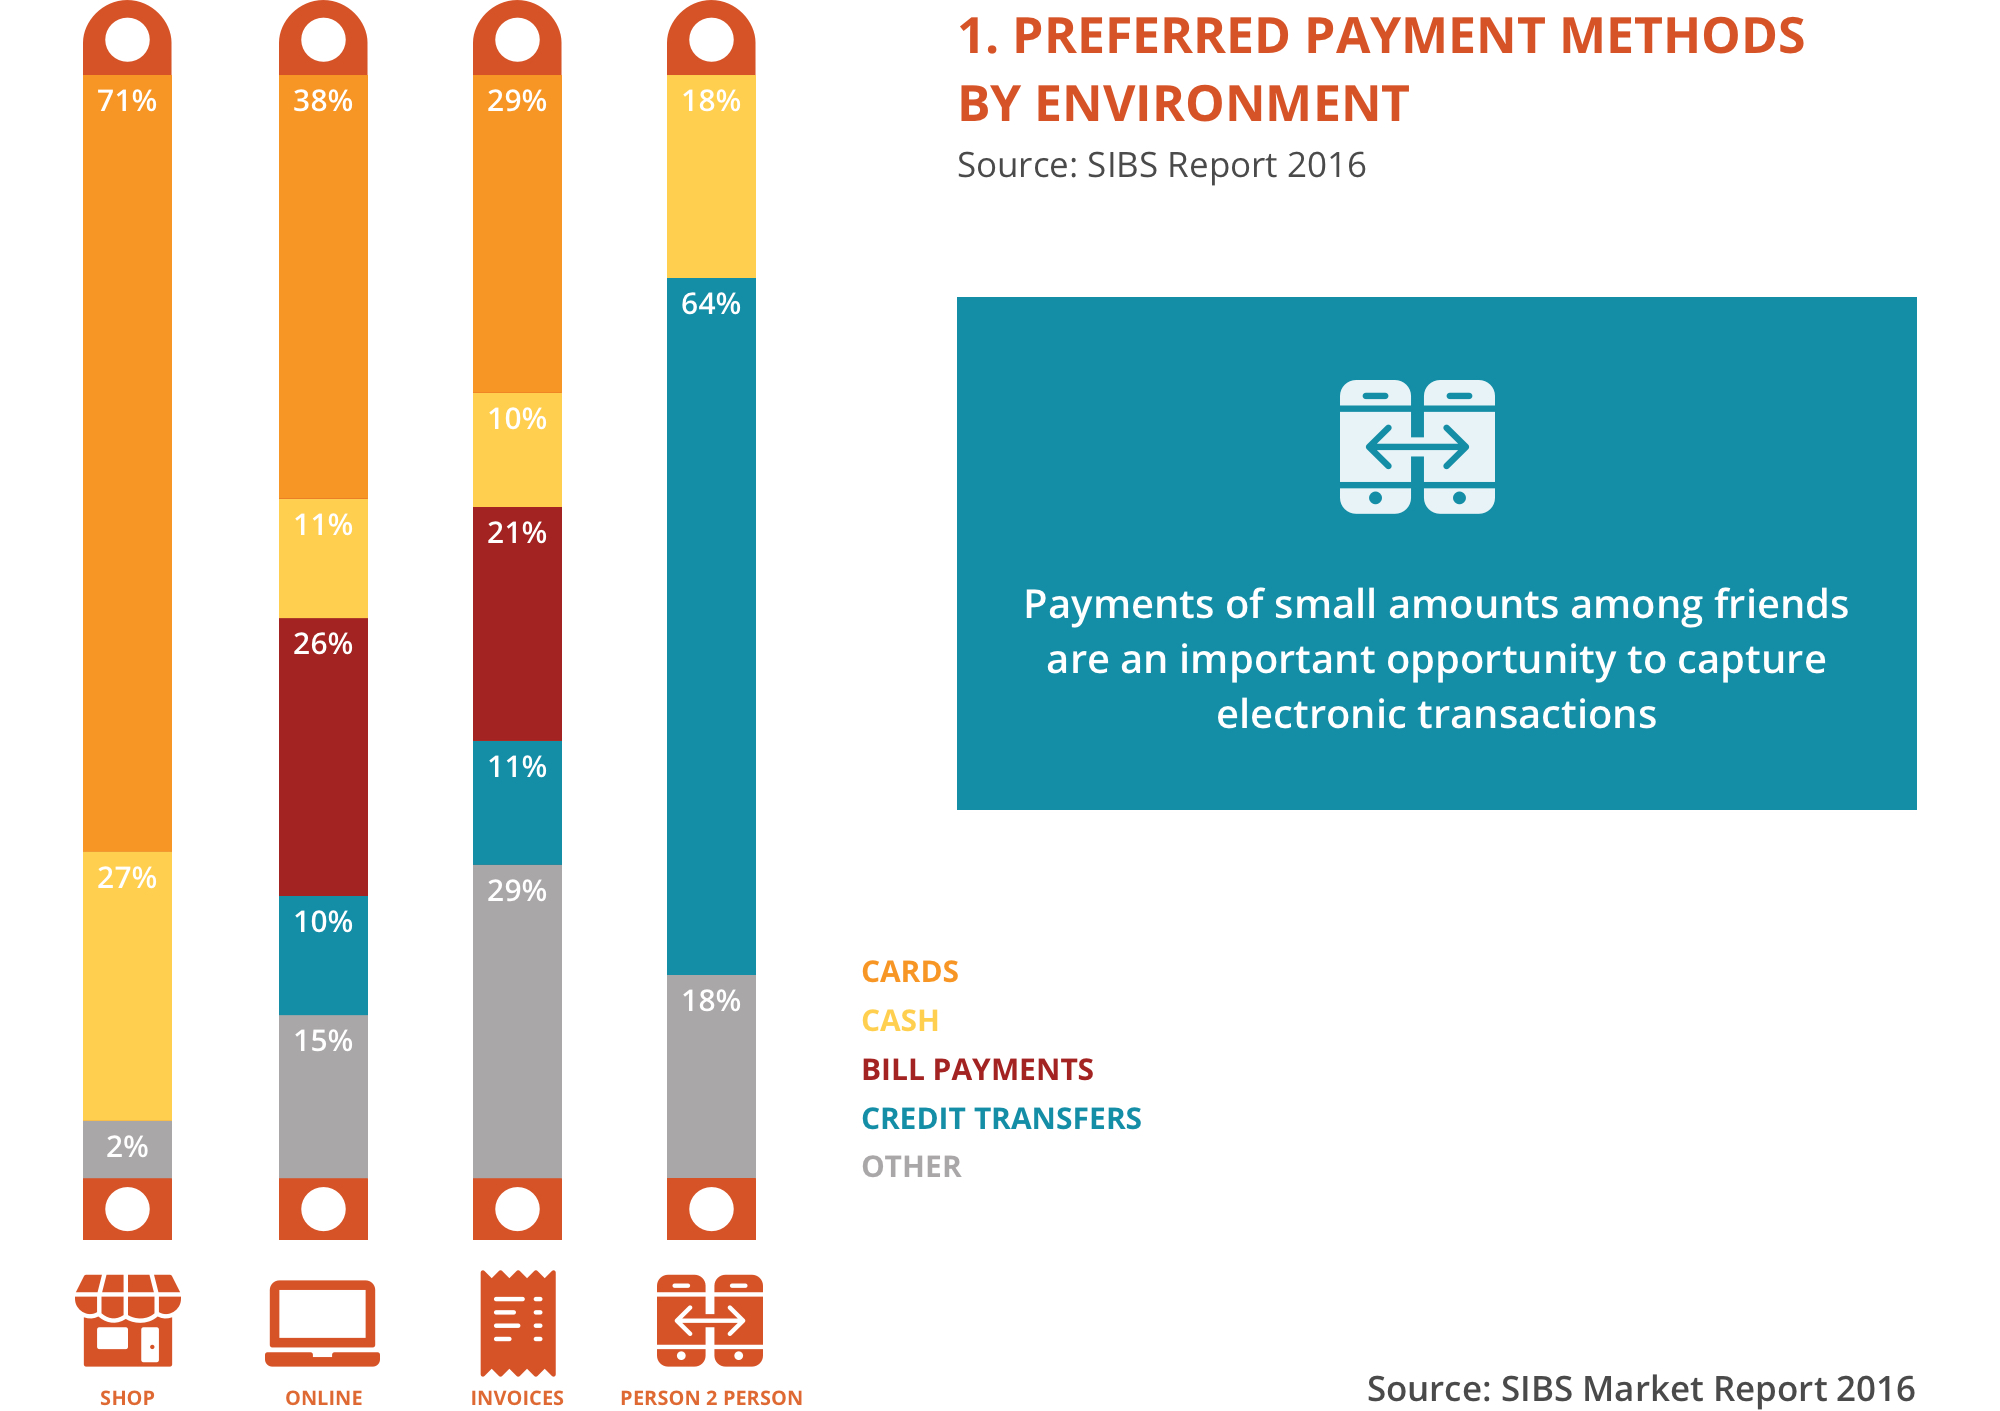 1. PREFERRED PAYMENT METHODS
BY ENVIRONMENT
Source: SIBS Report 2016
71%
27%
2%
SHOP
38%
11%
26%
10%
15%
ONLINE
29%
10%
21%
11%
29%
INVOICES
18%
64%
18%
PERSON 2 PERSON
Payments of small amounts among friends
are an important opportunity to capture
electronic transactions
CARDS
CASH
BILL PAYMENTS
CREDIT TRANSFERS
OTHER
Source: SIBS Market Report 2016